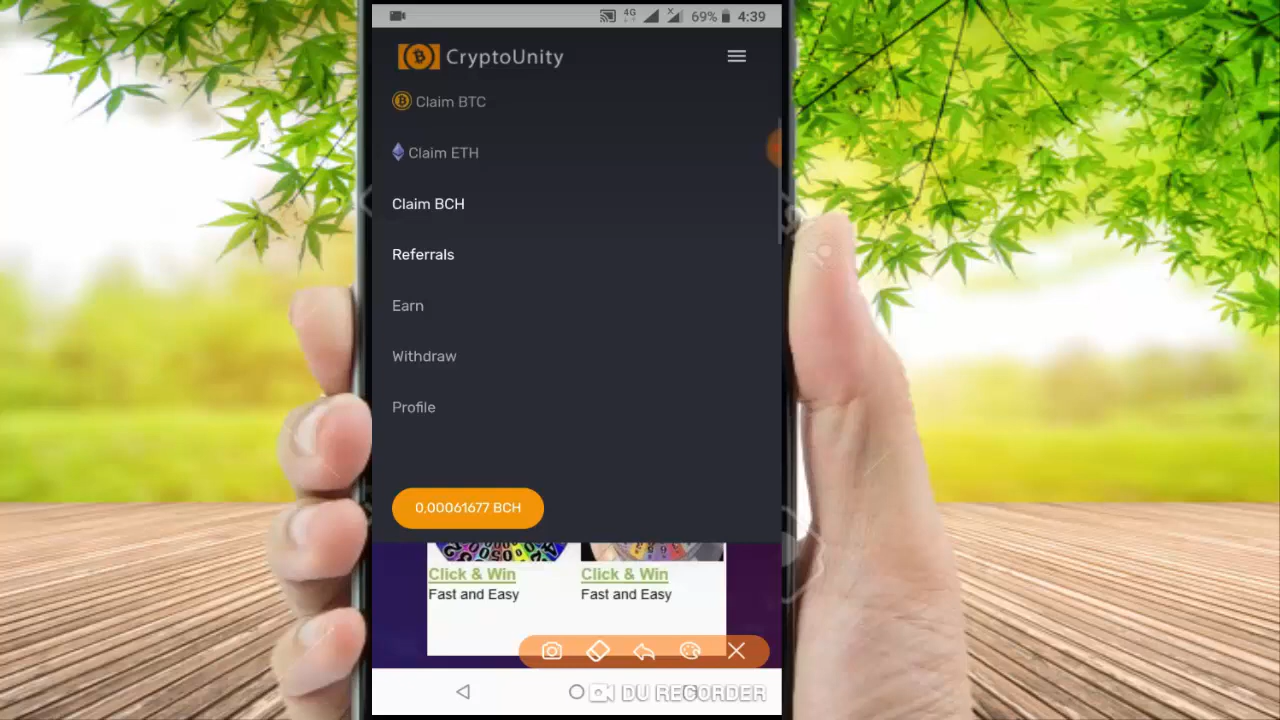 4G 69% 4:39
CryptoUnity
Claim BTC
Claim ETH
Claim BCH
Referrals
Earn
Withdraw
Profile
0,00061677 BCH
Click & Win Click & Win
Fast and Easy Fast and Easy
DU RECORDER